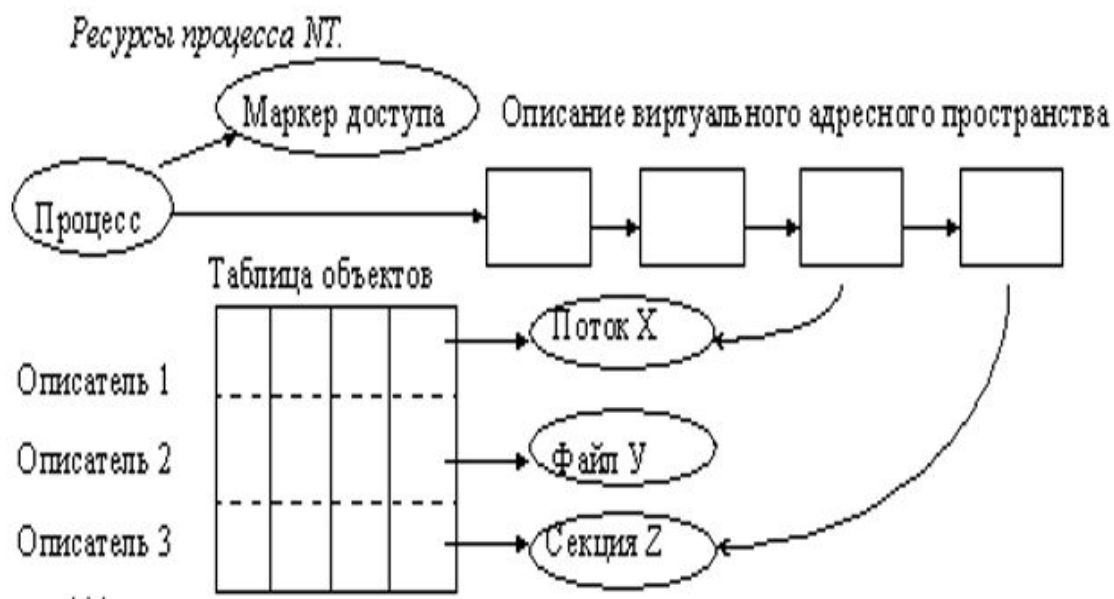 Ресурсы процесса NT.
Маркер доступа
Описание виртуального адресного пространства
Процесс
Таблица объектов
Поток X
Описатель 1
Описатель 2
Файл У
Описатель 3
Секция Z
...